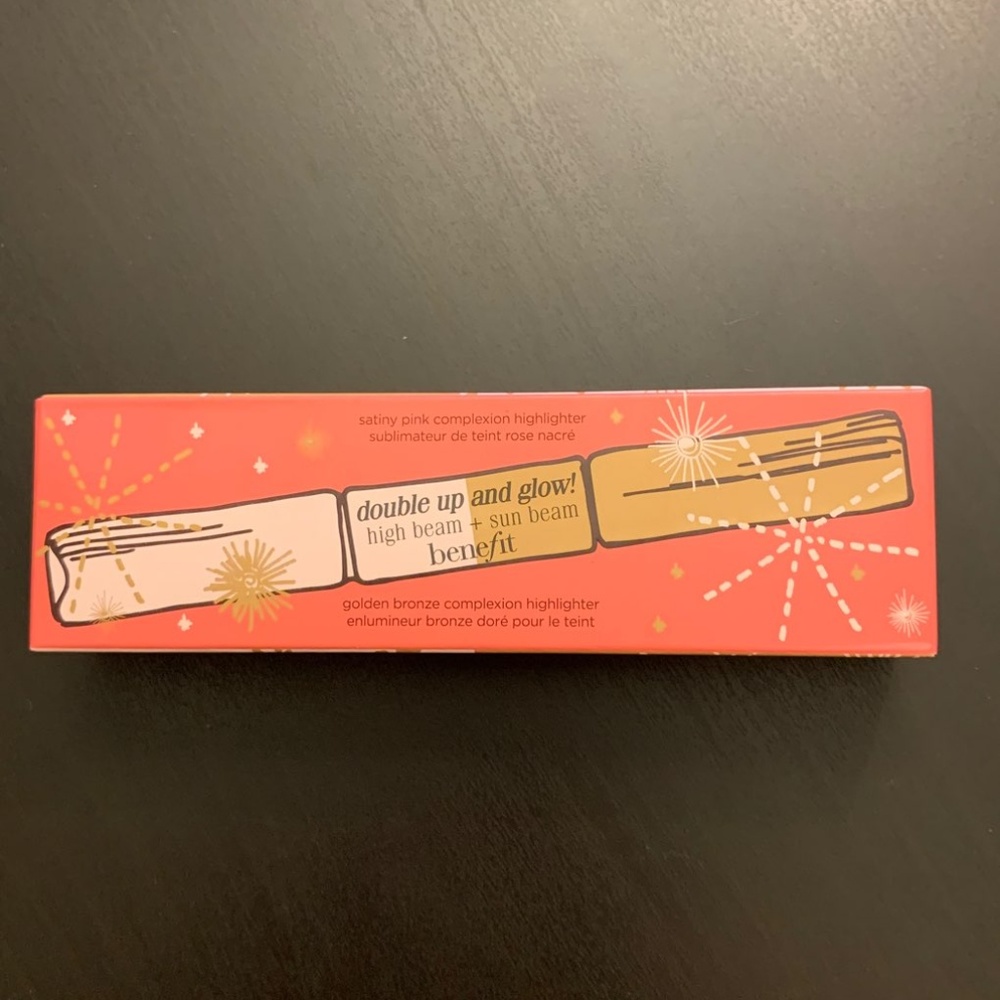 satiny pink complexion highlighter
sublimateur de teint rose nacré
double up and glow!
high beam + sun beam
benefit
golden bronze complexion highlighter
enlumineur bronze doré pour le teint